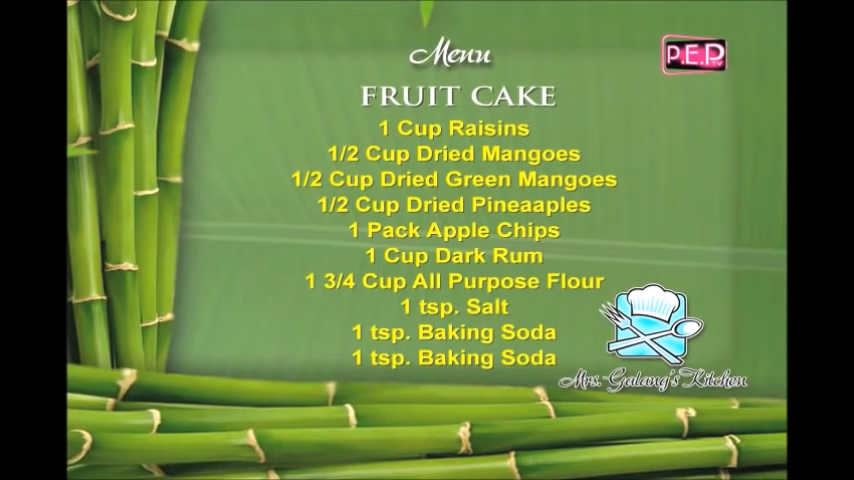 Menu
P.E.P TV
FRUIT CAKE
1 Cup Raisins
1/2 Cup Dried Mangoes
1/2 Cup Dried Green Mangoes
1/2 Cup Dried Pineaaples
1 Pack Apple Chips
1 Cup Dark Rum
1 3/4 Cup All Purpose Flour
1 tsp. Salt
1 tsp. Baking Soda
1 tsp. Baking Soda
Mrs. Galang's Kitchen